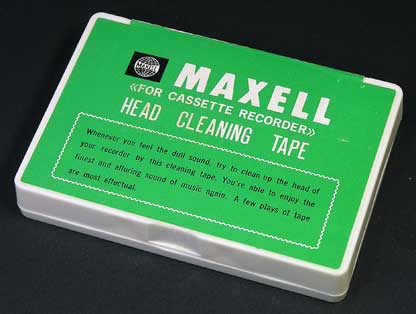 MAXELL
MAXELL
《FOR CASSETTE RECORDER》
HEAD CLEANING TAPE
Whenever you feel the dull sound, try to clean up the head of
your recorder by this cleaning tape. You're able to enjoy the
finest and alluring sound of music again. A few plays of tape
are most effectual.